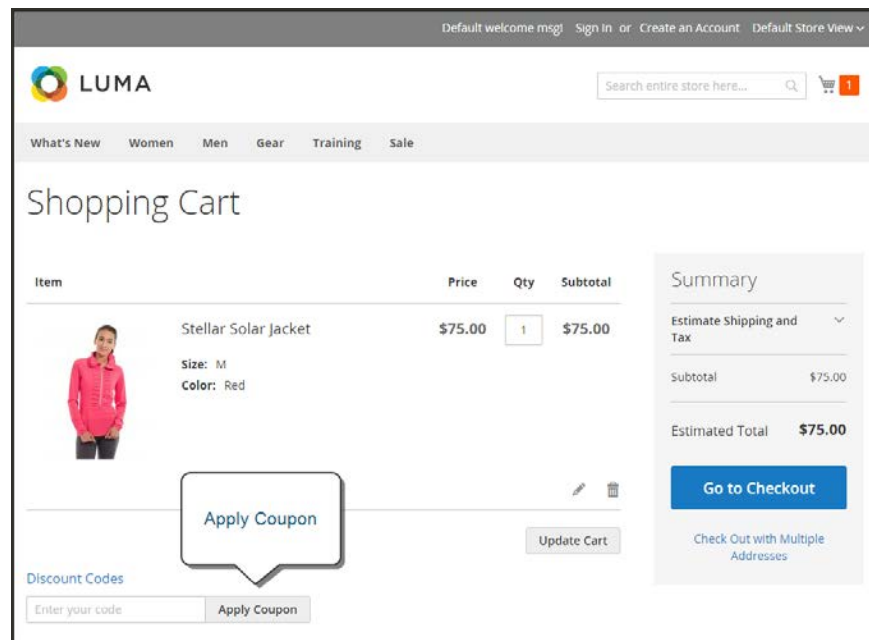 Default welcome msg! Sign In or Create an Account Default Store View
LUMA
Search entire store here... 1
What's New Women Men Gear Training Sale
Shopping Cart
Item Price Qty Subtotal
Stellar Solar Jacket $75.00 1 $75.00
Size: M
Color: Red
Apply Coupon
Update Cart
Discount Codes
Enter your code Apply Coupon
Summary
Estimate Shipping and
Tax
Subtotal $75.00
Estimated Total $75.00
Go to Checkout
Check Out with Multiple
Addresses